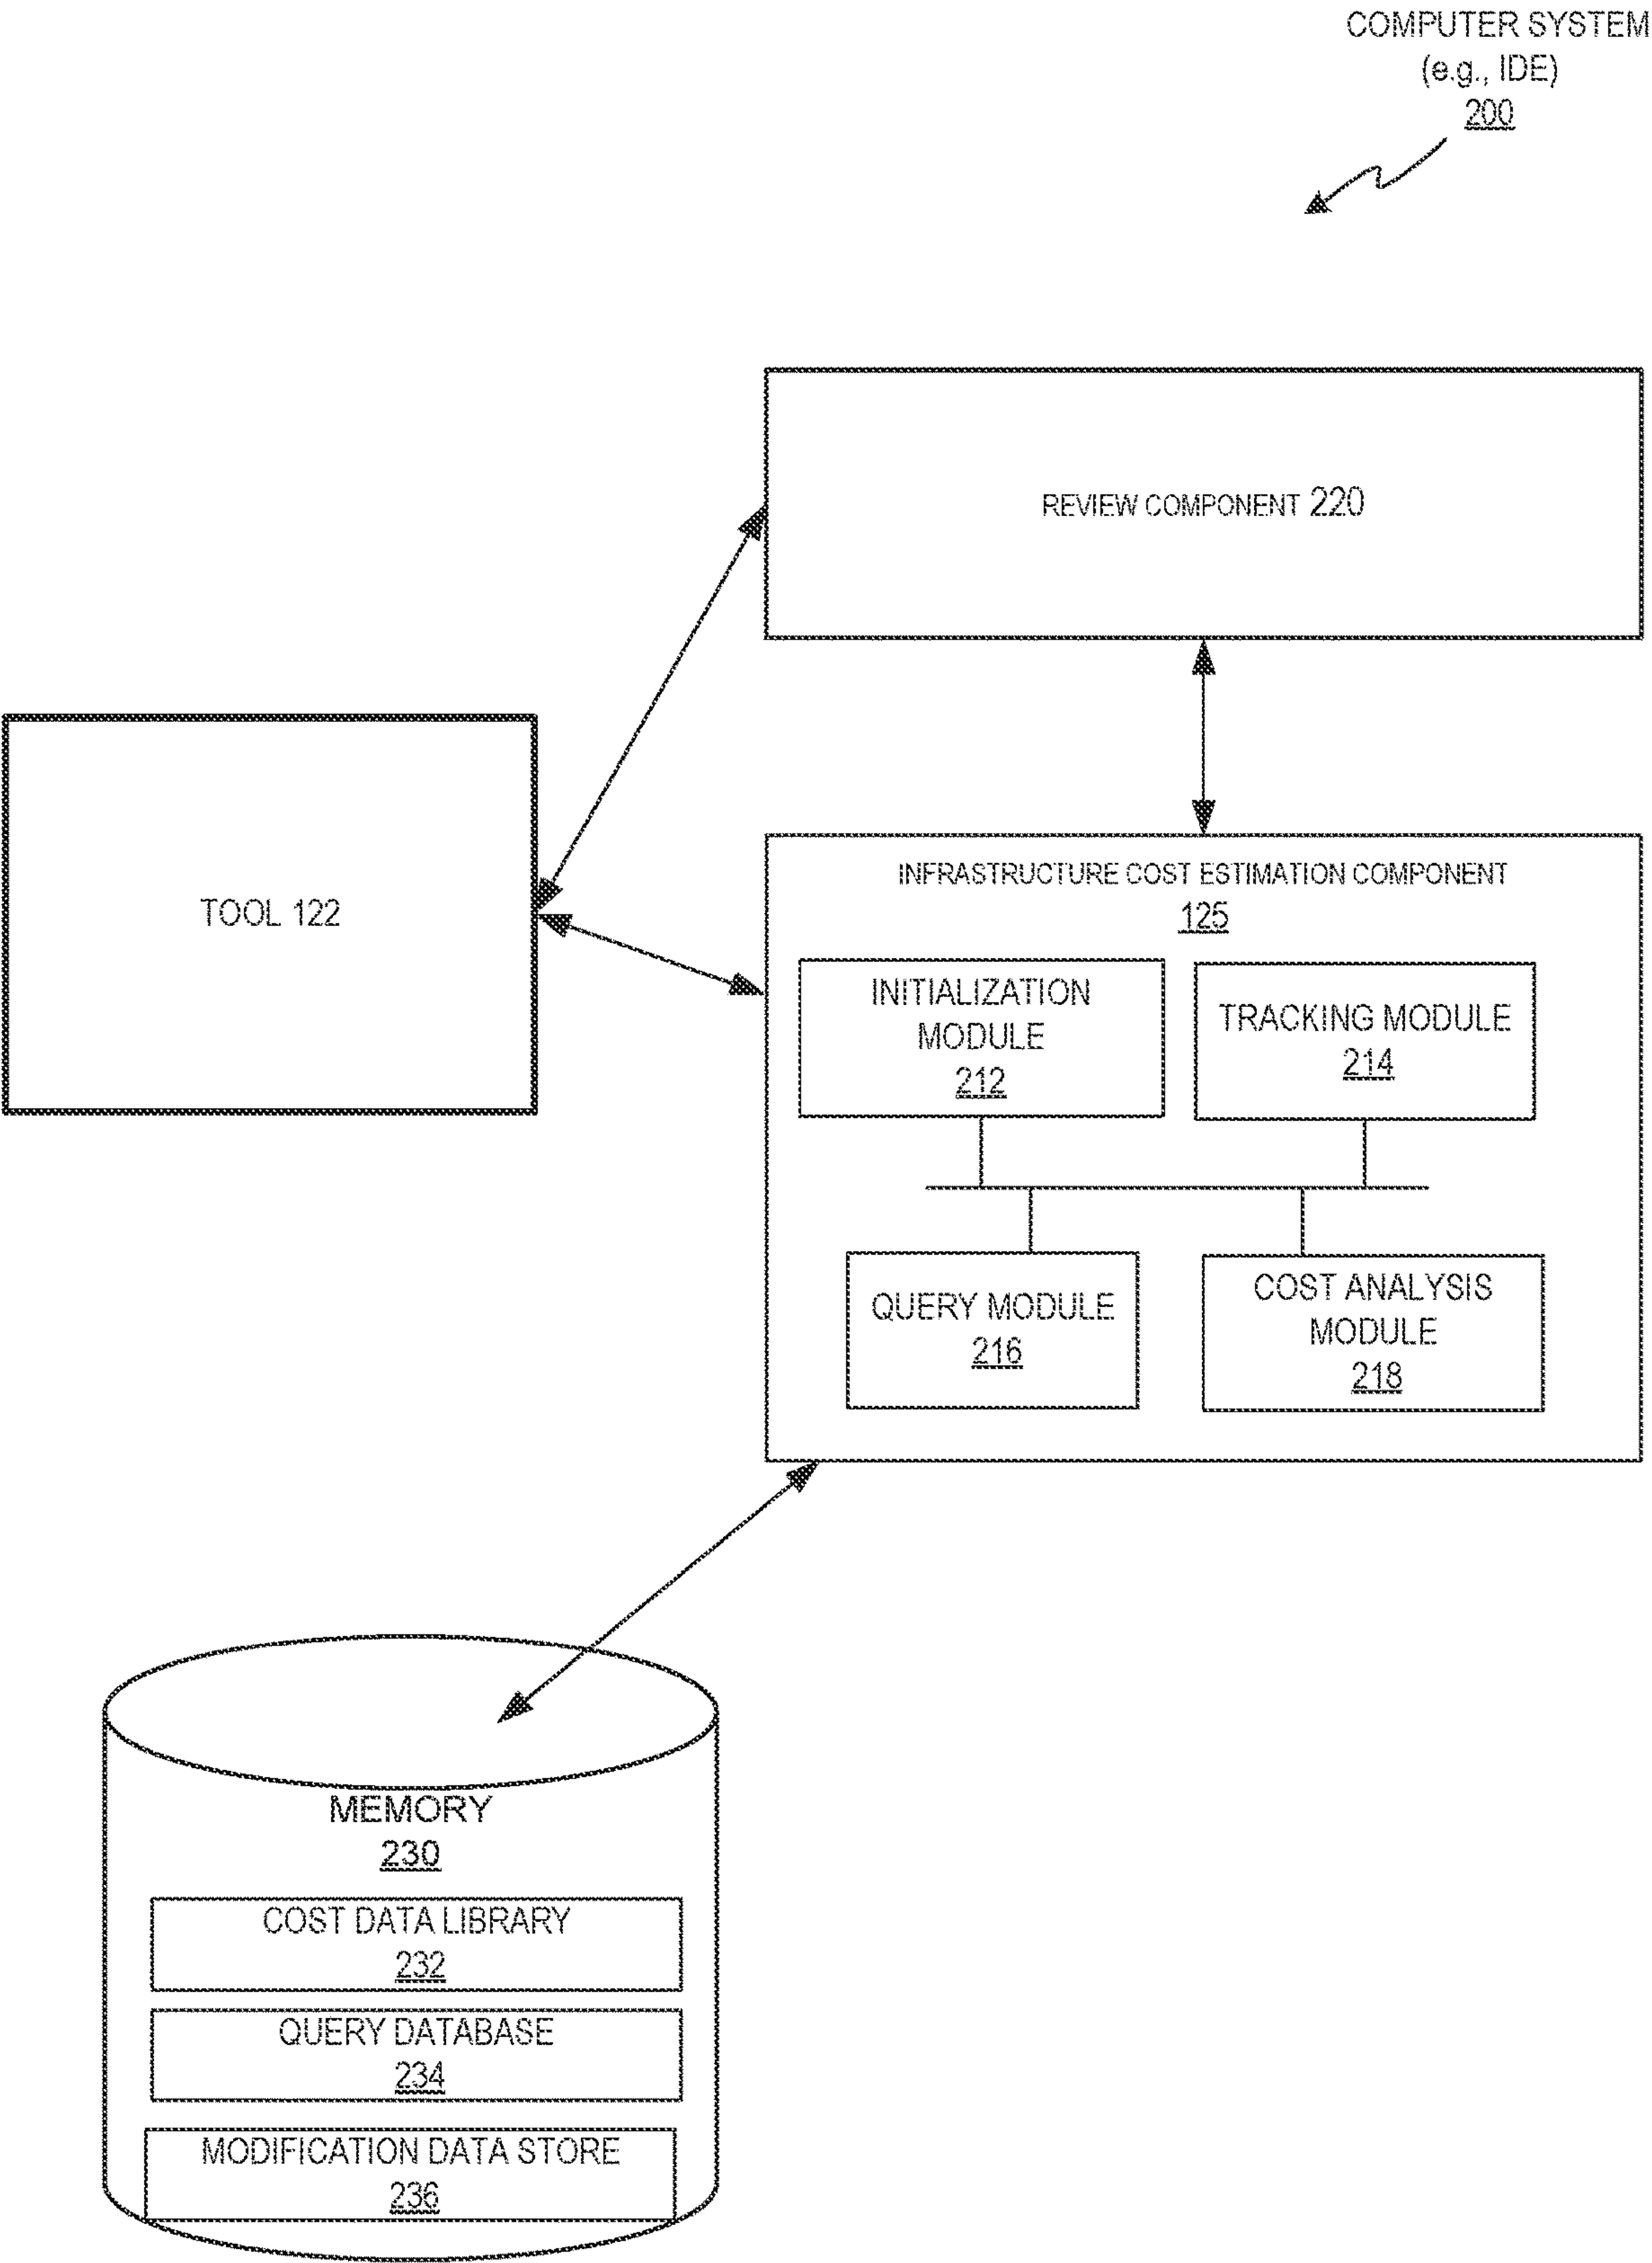 COMPUTER SYSTEM
(e.g., IDE)
200
REVIEW COMPONENT 220
TOOL 122
INFRASTRUCTURE COST ESTIMATION COMPONENT
125
INITIALIZATION
MODULE
212
TRACKING MODULE
214
QUERY MODULE
216
COST ANALYSIS
MODULE
218
MEMORY
230
COST DATA LIBRARY
232
QUERY DATABASE
234
MODIFICATION DATA STORE
236